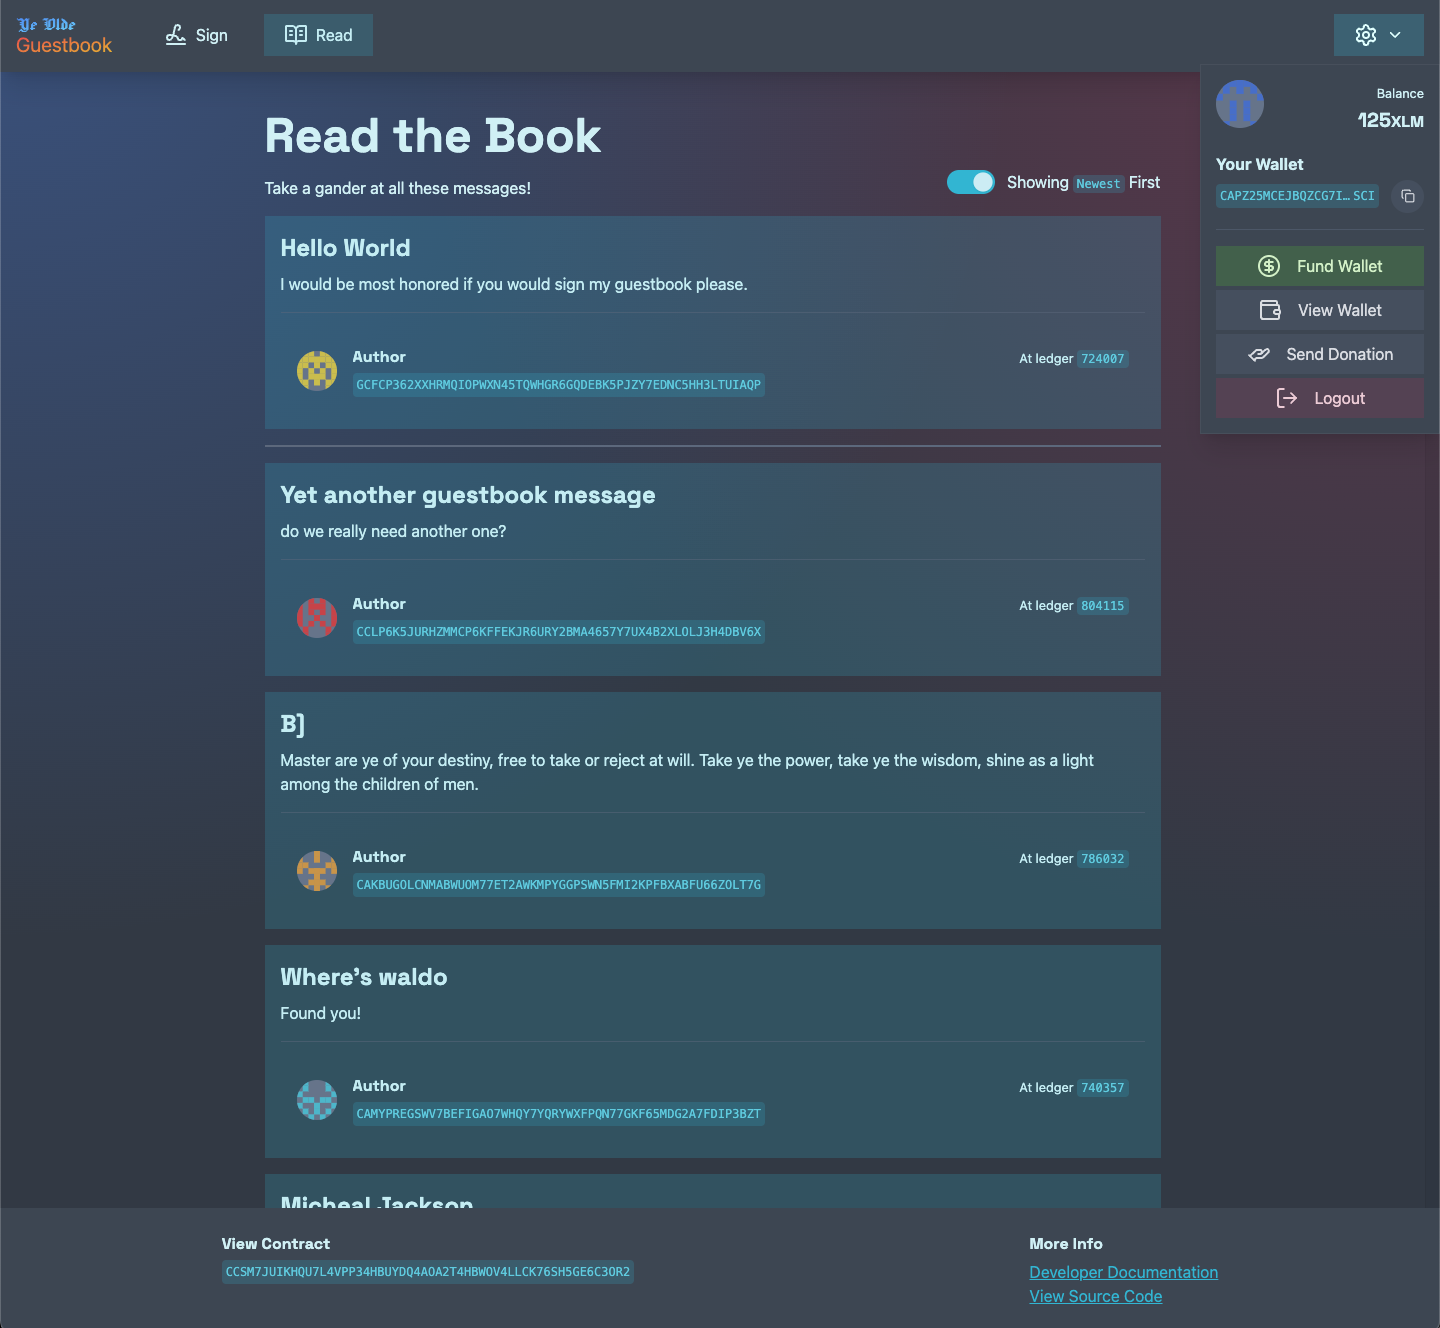 Ye Olde
Guestbook
Sign
Read
Balance
125XLM
Your Wallet
CAPZ25MCEJBQZCG7I…SCI
Fund Wallet
View Wallet
Send Donation
Logout
Read the Book
Take a gander at all these messages!
Showing Newest First
Hello World
I would be most honored if you would sign my guestbook please.
Author
At ledger 724007
GCFCP362XXHRMQIOPWXN45TQWHGR6GQDEBK5PJZY7EDNC5HH3LTUIAQP
Yet another guestbook message
do we really need another one?
Author
At ledger 804115
CCLP6K5JURHZMMCP6KFFEKJR6URY2BMA4657Y7UX4B2XLOLJ3H4DBV6X
B]
Master are ye of your destiny, free to take or reject at will. Take ye the power, take ye the wisdom, shine as a light
among the children of men.
Author
At ledger 786032
CAKBUGOLCNMABWUOM77ET2AWKMPYGGPSWN5FMI2KPFBXABFU66ZOLT7G
Where's waldo
Found you!
Author
At ledger 740357
CAMYPREGSWV7BEFIGAO7WHQY7YQRYWXFPQN77GKF65MDG2A7FDIP3BZT
Micheal Jackson
View Contract
CCSM7JUIKHQU7L4VPP34HBUYDQ4AOA2T4HBWOV4LLCK76SH5GE6C3OR2
More Info
Developer Documentation
View Source Code